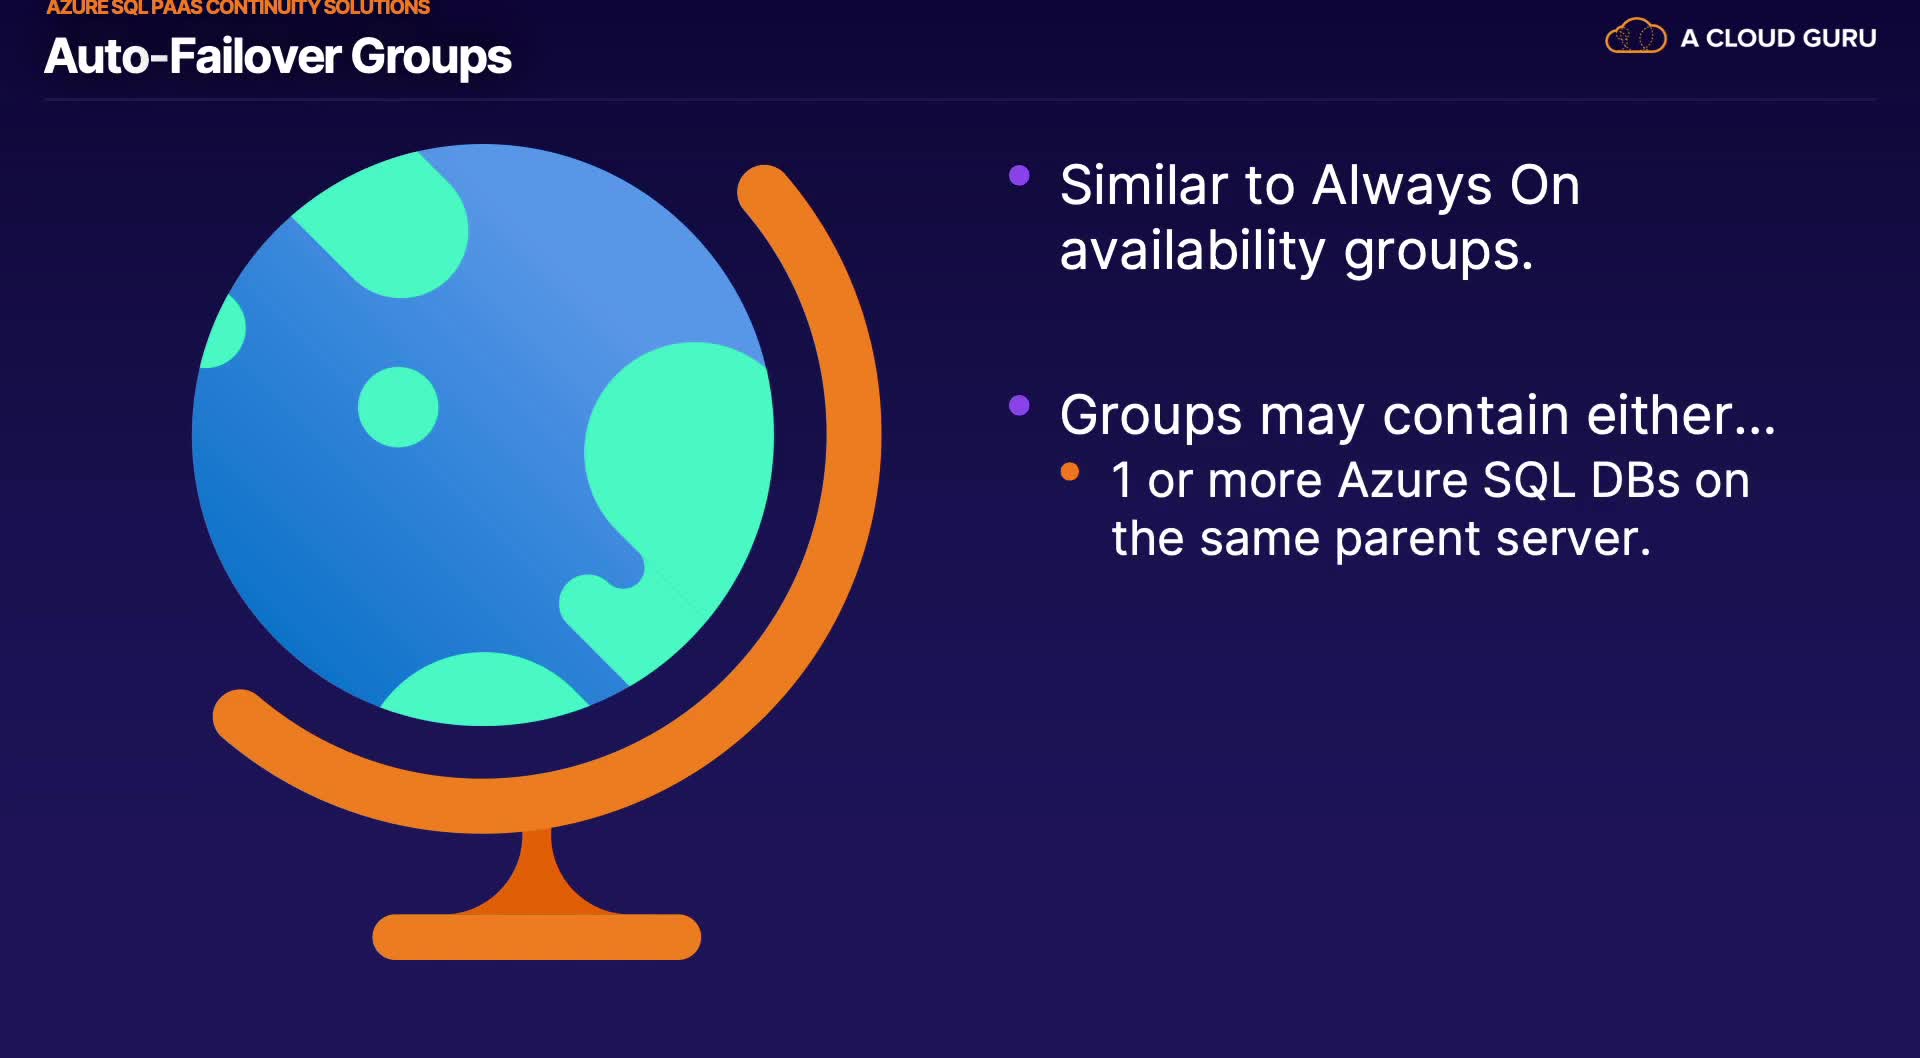 AZURE SQL PAAS CONTINUITY SOLUTIONS
Auto-Failover Groups
A CLOUD GURU
Similar to Always On
availability groups.
Groups may contain either...
1 or more Azure SQL DBs on
the same parent server.